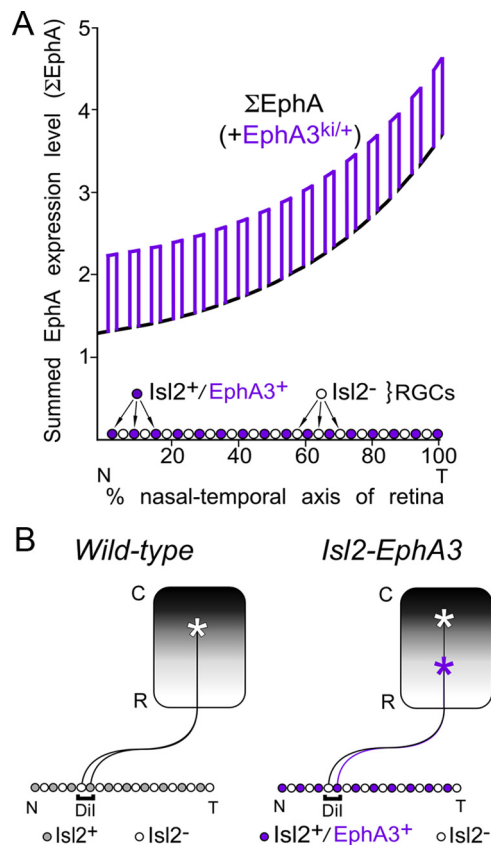 A
Summed EphA expression level (ΣEphA)
5
4
3
2
1
ΣEphA
(+EphA3ki/+)
Isl2+/EphA3+
Isl2- }RGCs
N
20
40
60
80
100
T
% nasal-temporal axis of retina
B
Wild-type
Isl2-EphA3
C
*
R
C
*
*
R
N
DiI
T
N
DiI
T
Isl2+
Isl2-
Isl2+/EphA3+
Isl2-